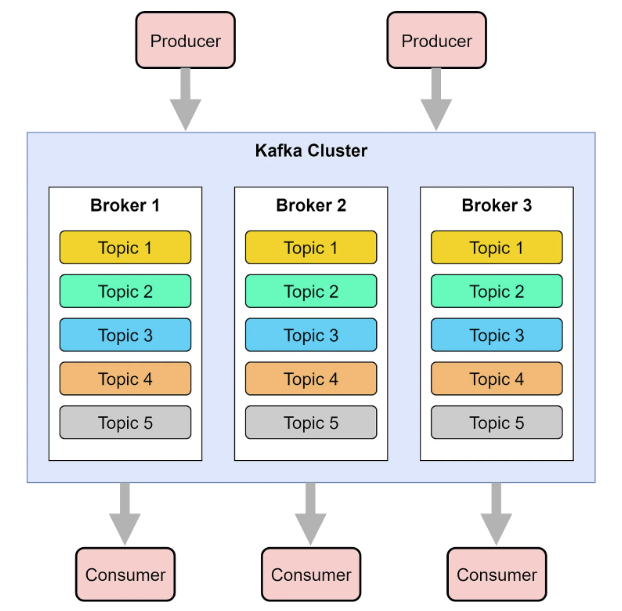 Producer
Producer
Kafka Cluster
Broker 1
Topic 1
Topic 2
Topic 3
Topic 4
Topic 5
Broker 2
Topic 1
Topic 2
Topic 3
Topic 4
Topic 5
Broker 3
Topic 1
Topic 2
Topic 3
Topic 4
Topic 5
Consumer
Consumer
Consumer